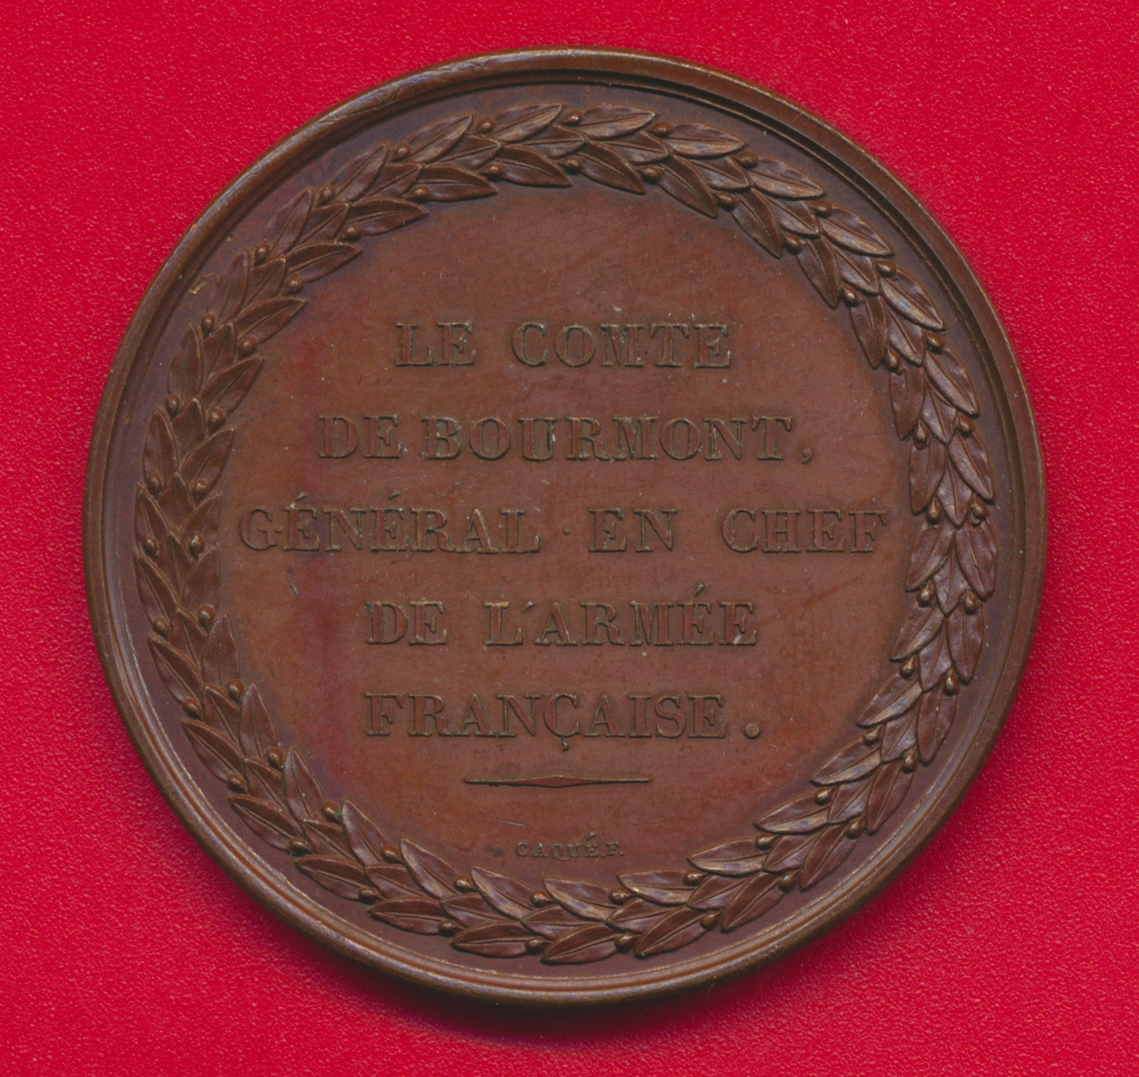 LE COMTE
DE BOURMONT,
GÉNÉRAL EN CHEF
DE L'ARMÉE
FRANÇAISE.
CAQUÉ.F.